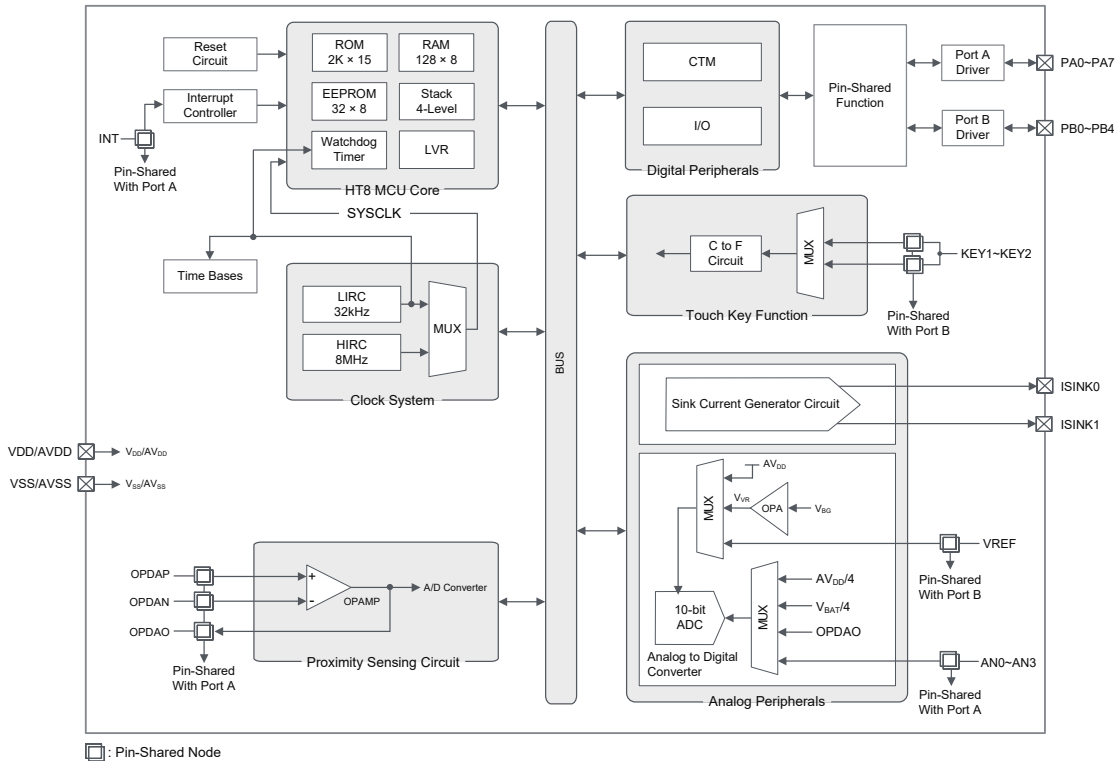 Reset
Circuit
Interrupt
Controller
INT
Pin-Shared
With Port A
ROM
2K × 15
RAM
128 × 8
EEPROM
32 × 8
Stack
4-Level
Watchdog
Timer
LVR
HT8 MCU Core
SYSCLK
Time Bases
LIRC
32kHz
HIRC
8MHz
MUX
Clock System
VDD/AVDD
VDD/AVDD
VSS/AVSS
VSS/AVSS
OPDAP
OPDAN
OPDAO
Pin-Shared
With Port A
+
-
OPAMP
A/D Converter
Proximity Sensing Circuit
BUS
CTM
I/O
Digital Peripherals
Pin-Shared
Function
Port A
Driver
Port B
Driver
PA0~PA7
PB0~PB4
C to F
Circuit
MUX
KEY1~KEY2
Pin-Shared
With Port B
Touch Key Function
Sink Current Generator Circuit
ISINK0
ISINK1
MUX
AVDD
VVR
OPA
VBG
VREF
Pin-Shared
With Port B
10-bit
ADC
MUX
AVDD/4
VBAT/4
OPDAO
AN0~AN3
Pin-Shared
With Port A
Analog to Digital
Converter
Analog Peripherals
: Pin-Shared Node